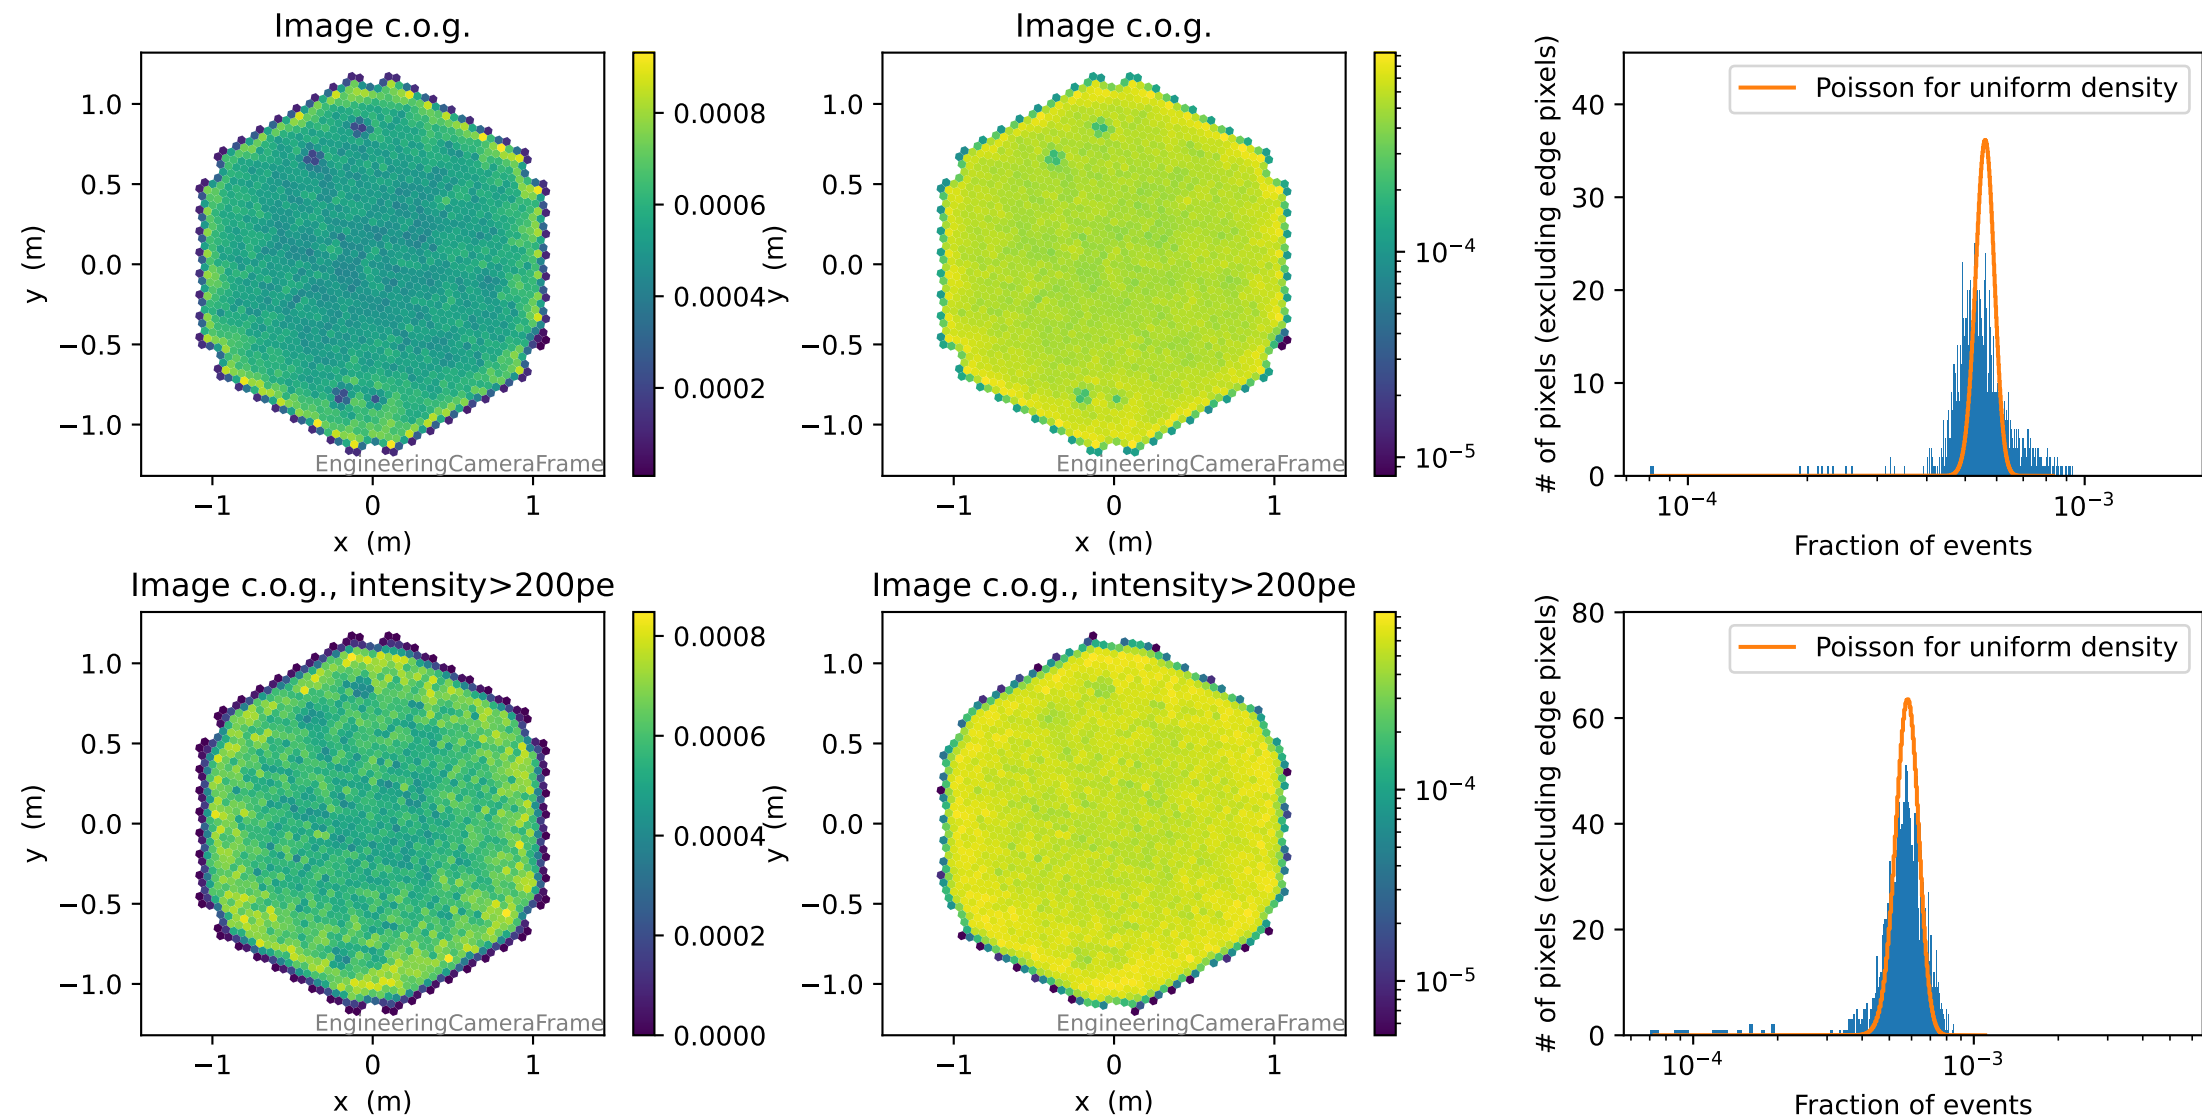 Image c.o.g.
1.0
0.5
0.0
−0.5
−1.0
y (m)
−1
0
1
x (m)
EngineeringCameraFrame
0.0008
0.0006
0.0004
0.0002
Image c.o.g.
1.0
0.5
0.0
−0.5
−1.0
y (m)
−1
0
1
x (m)
EngineeringCameraFrame
10⁻⁴
10⁻⁵
# of pixels (excluding edge pixels)
40
30
20
10
0
Poisson for uniform density
10⁻⁴
10⁻³
Fraction of events
Image c.o.g., intensity>200pe
1.0
0.5
0.0
−0.5
−1.0
y (m)
−1
0
1
x (m)
EngineeringCameraFrame
0.0008
0.0006
0.0004
0.0002
0.0000
Image c.o.g., intensity>200pe
1.0
0.5
0.0
−0.5
−1.0
y (m)
−1
0
1
x (m)
EngineeringCameraFrame
10⁻⁴
10⁻⁵
# of pixels (excluding edge pixels)
80
60
40
20
0
Poisson for uniform density
10⁻⁴
10⁻³
Fraction of events